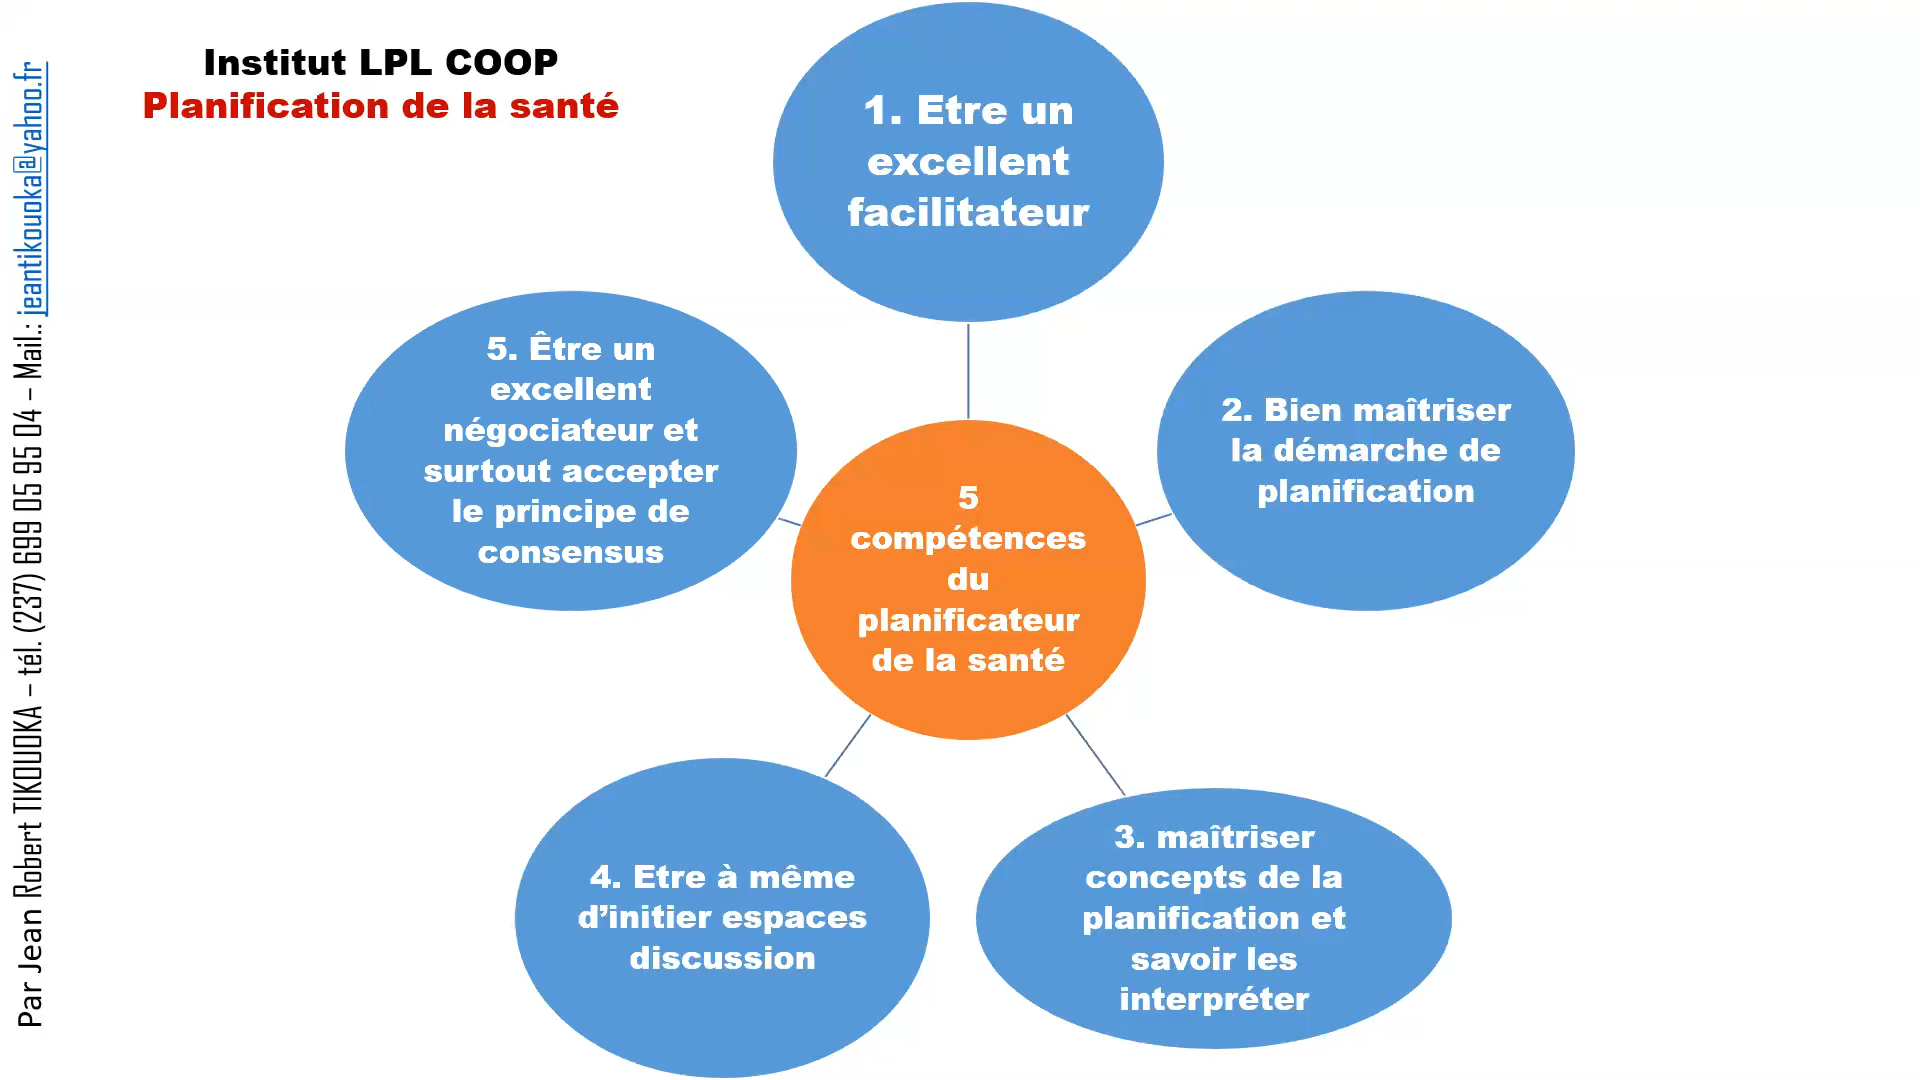 Institut LPL COOP
Planification de la santé
Par Jean Robert TIKOUOKA – tél. (237) 699 05 95 04 – Mail.: jeantikouoka@yahoo.fr
1. Etre un
excellent
facilitateur
2. Bien maîtriser
la démarche de
planification
3. maîtriser
concepts de la
planification et
savoir les
interpréter
4. Etre à même
d’initier espaces
discussion
5. Être un
excellent
négociateur et
surtout accepter
le principe de
consensus
5
compétences
du
planificateur
de la santé